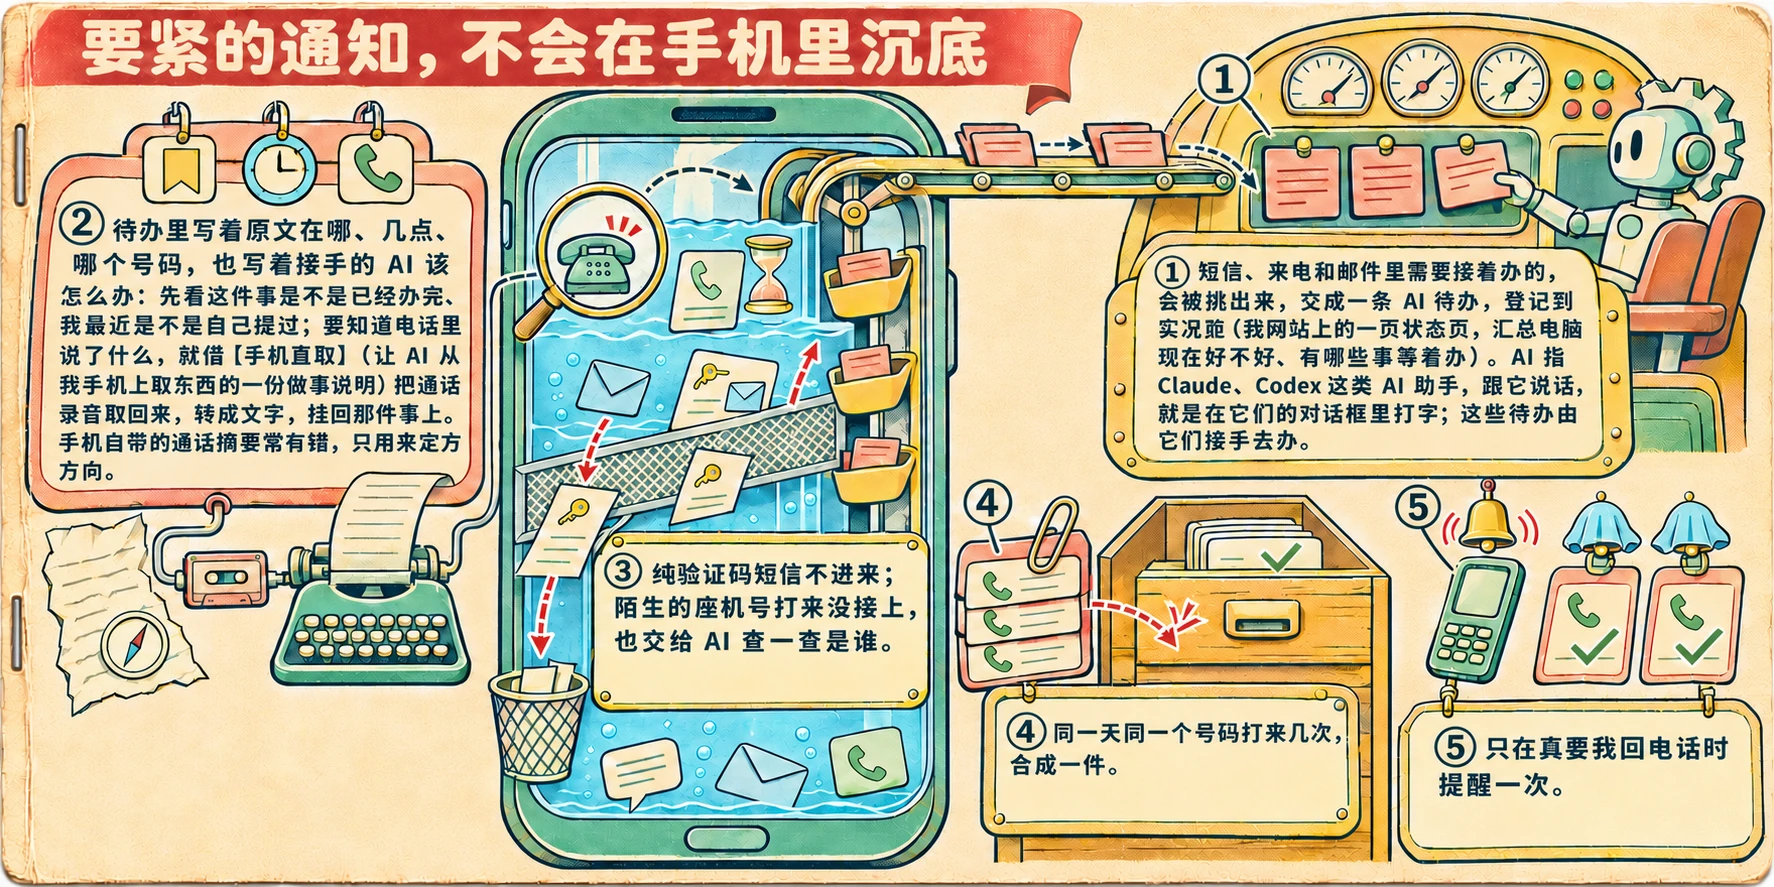 要紧的通知，不会在手机里沉底
①
① 短信、来电和邮件里需要接着办的，
会被挑出来，交成一条 AI 待办，登记到
实况跪（我网站上的一页状态页，汇总电脑
现在好不好、有哪些事等着办）。AI 指
Claude、Codex 这类 AI 助手，跟它说话，
就是在它们的对话框里打字；这些待办由
它们接手去办。
② 待办里写着原文在哪、几点、
哪个号码，也写着接手的 AI 该
怎么办：先看这件事是不是已经办完、
我最近是不是自己提过；要知道电话里
说了什么，就借【手机直取】（让 AI 从
我手机上取东西的一份做事说明）把通话
录音取回来，转成文字，挂回那件事上。
手机自带的通话摘要常有错，只用来定方
方向。
③ 纯验证码短信不进来；
陌生的座机号打来没接上，
也交给 AI 查一查是谁。
④
④ 同一天同一个号码打来几次，
合成一件。
⑤
⑤ 只在真要我回电话时
提醒一次。